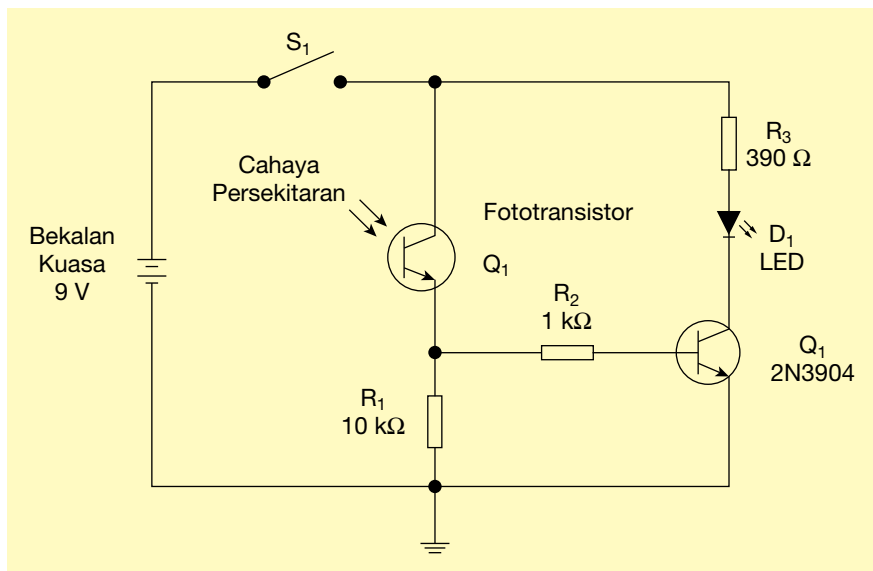 S₁
R₃
390 Ω
Cahaya
Persekitaran
Fototransistor
D₁
LED
Bekalan
Kuasa
9 V
Q₁
R₂
1 kΩ
Q₁
2N3904
R₁
10 kΩ